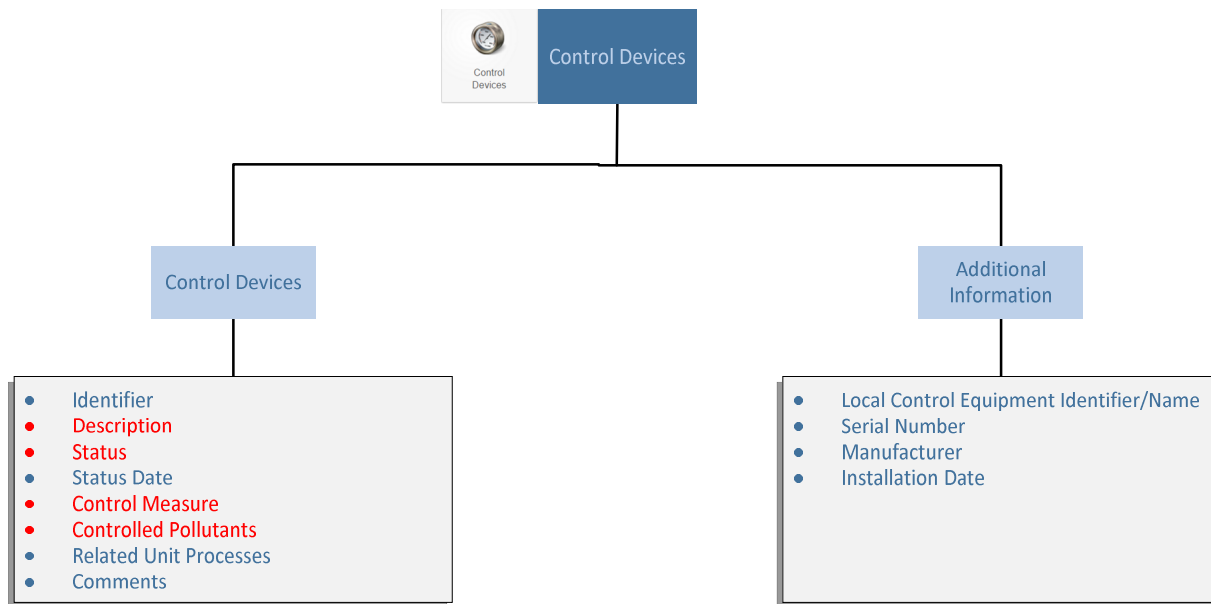 Control
Devices
Control Devices
Control Devices
Additional
Information
Identifier
Description
Status
Status Date
Control Measure
Controlled Pollutants
Related Unit Processes
Comments
Local Control Equipment Identifier/Name
Serial Number
Manufacturer
Installation Date